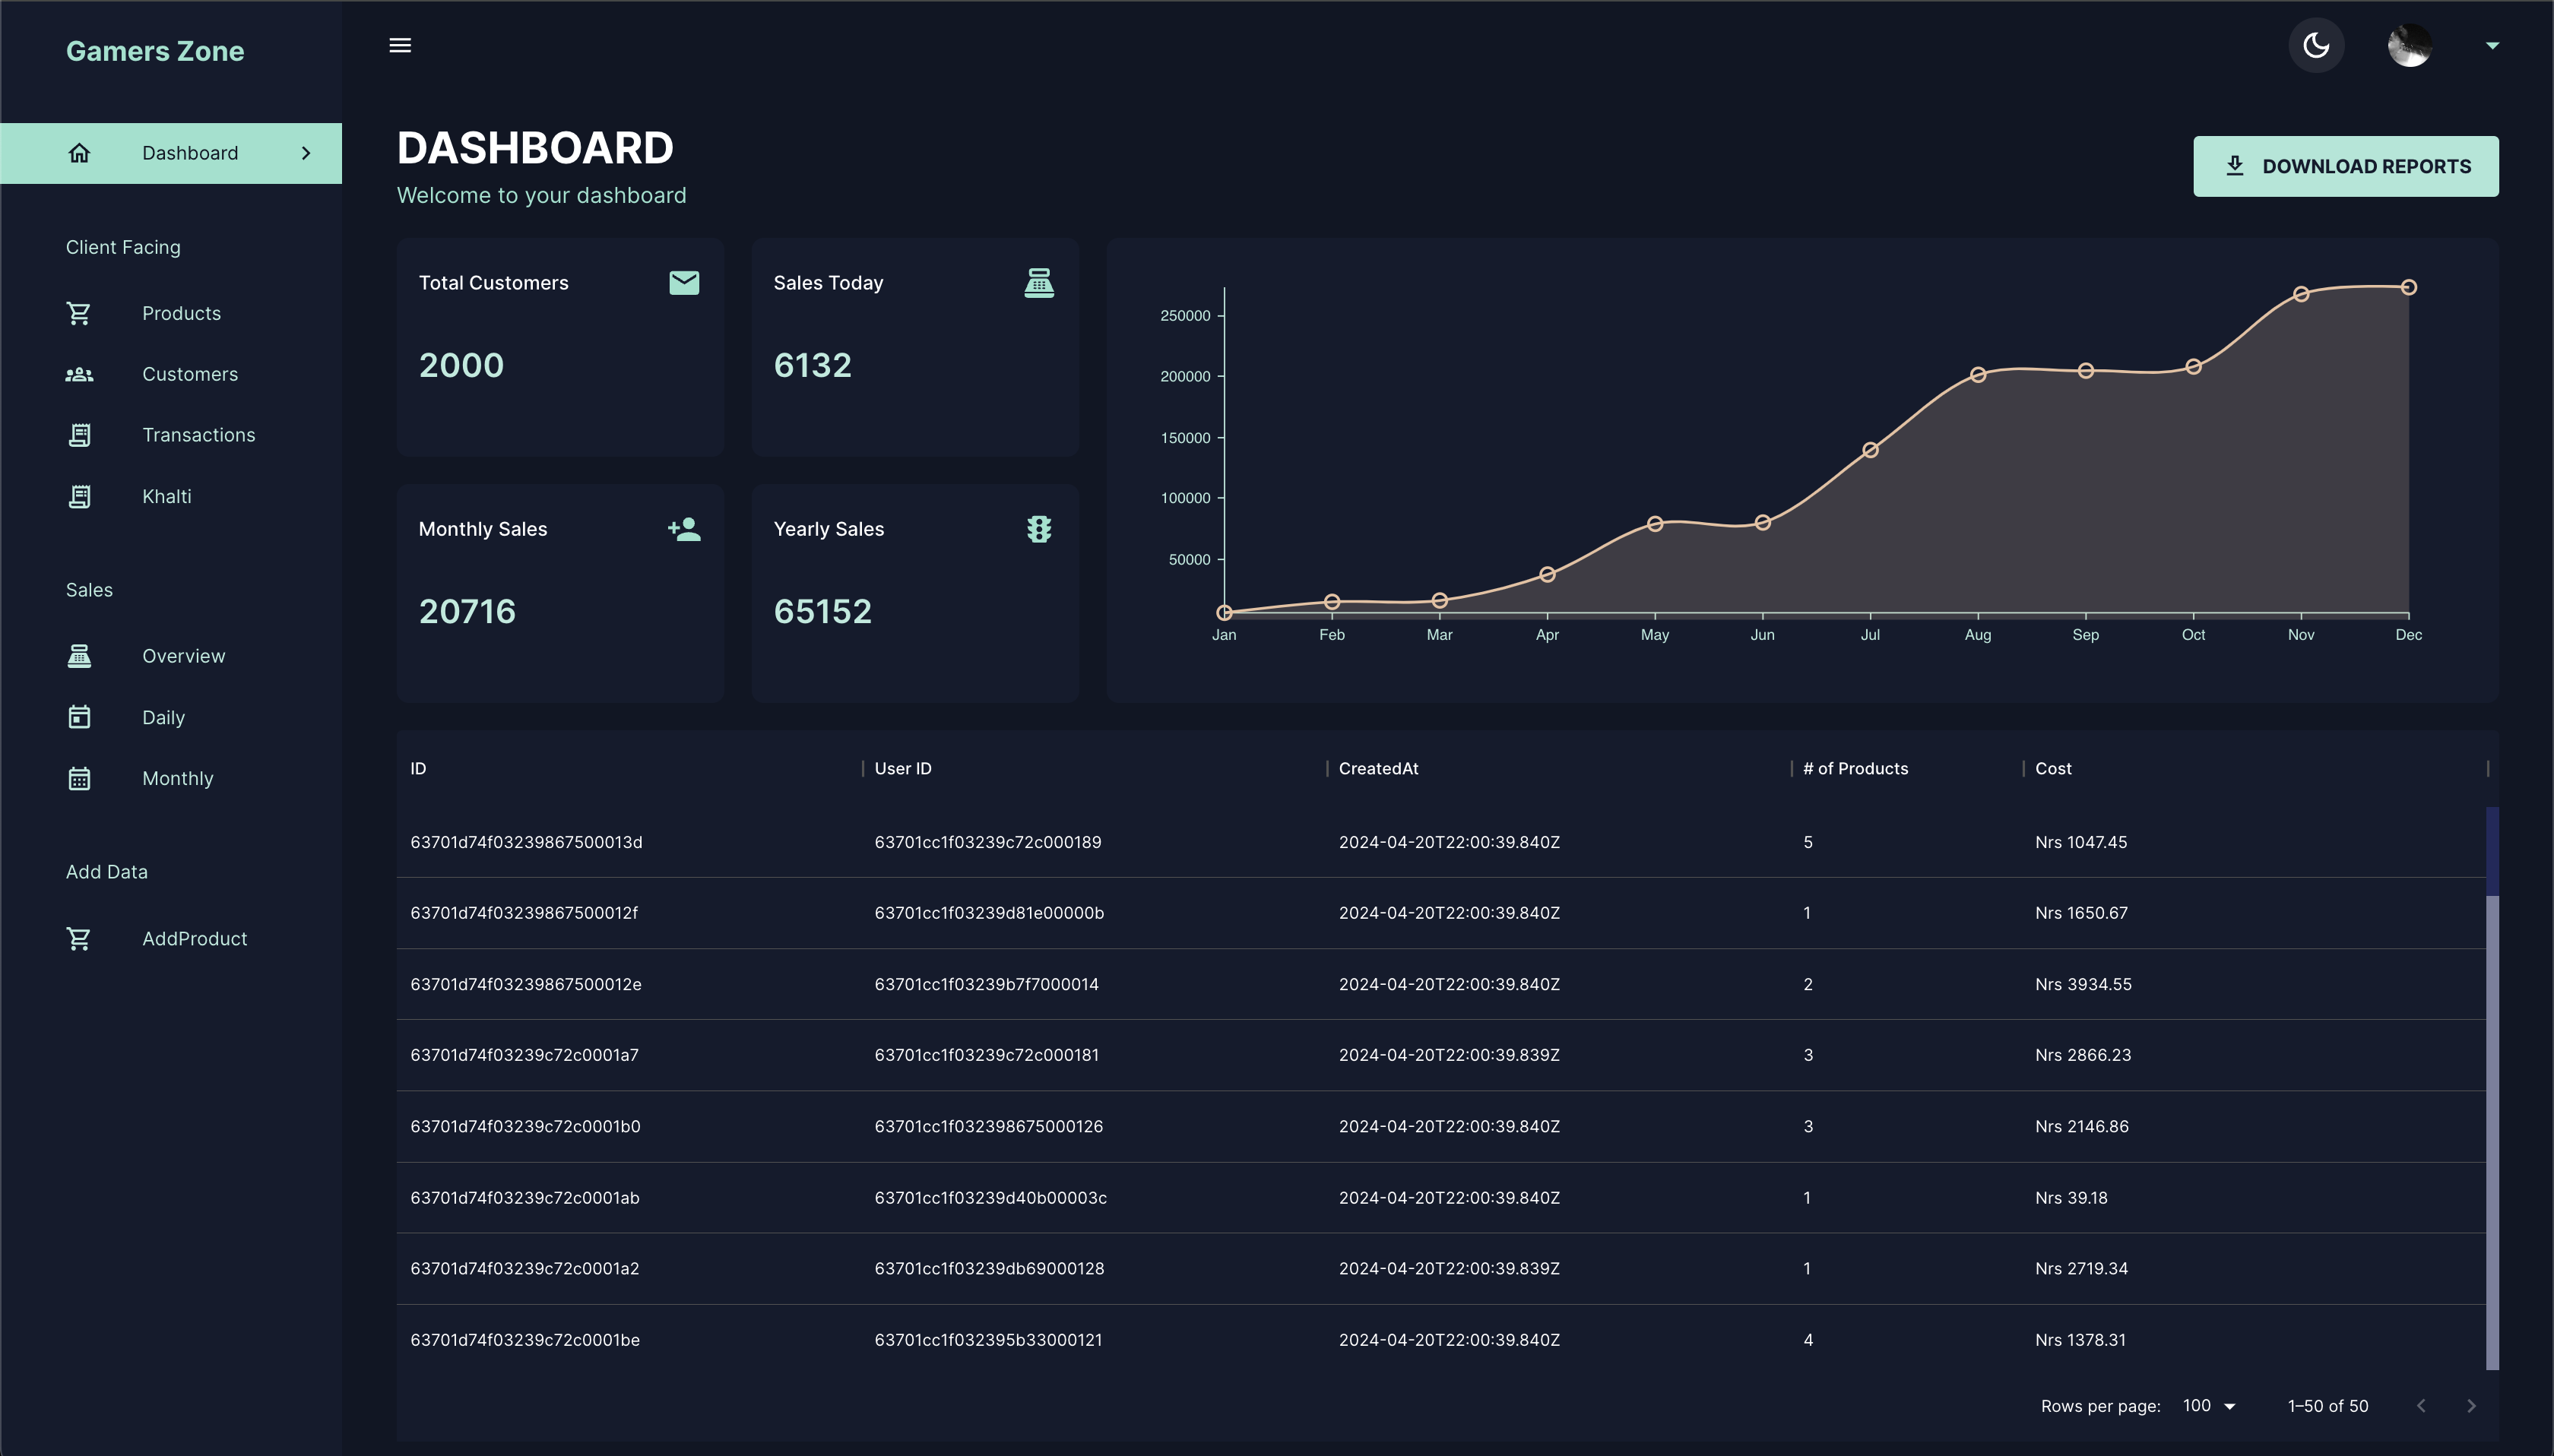 Gamers Zone
Dashboard
Client Facing
Products
Customers
Transactions
Khalti
Sales
Overview
Daily
Monthly
Add Data
AddProduct
DASHBOARD
Welcome to your dashboard
DOWNLOAD REPORTS
Total Customers
2000
Sales Today
6132
Monthly Sales
20716
Yearly Sales
65152
250000
200000
150000
100000
50000
Jan Feb Mar Apr May Jun Jul Aug Sep Oct Nov Dec
ID User ID CreatedAt # of Products Cost
63701d74f03239867500013d 63701cc1f03239c72c000189 2024-04-20T22:00:39.840Z 5 Nrs 1047.45
63701d74f03239867500012f 63701cc1f03239d81e00000b 2024-04-20T22:00:39.840Z 1 Nrs 1650.67
63701d74f03239867500012e 63701cc1f03239b7f7000014 2024-04-20T22:00:39.840Z 2 Nrs 3934.55
63701d74f03239c72c0001a7 63701cc1f03239c72c000181 2024-04-20T22:00:39.839Z 3 Nrs 2866.23
63701d74f03239c72c0001b0 63701cc1f032398675000126 2024-04-20T22:00:39.840Z 3 Nrs 2146.86
63701d74f03239c72c0001ab 63701cc1f03239d40b00003c 2024-04-20T22:00:39.840Z 1 Nrs 39.18
63701d74f03239c72c0001a2 63701cc1f03239db69000128 2024-04-20T22:00:39.839Z 1 Nrs 2719.34
63701d74f03239c72c0001be 63701cc1f032395b33000121 2024-04-20T22:00:39.840Z 4 Nrs 1378.31
Rows per page: 100 1–50 of 50